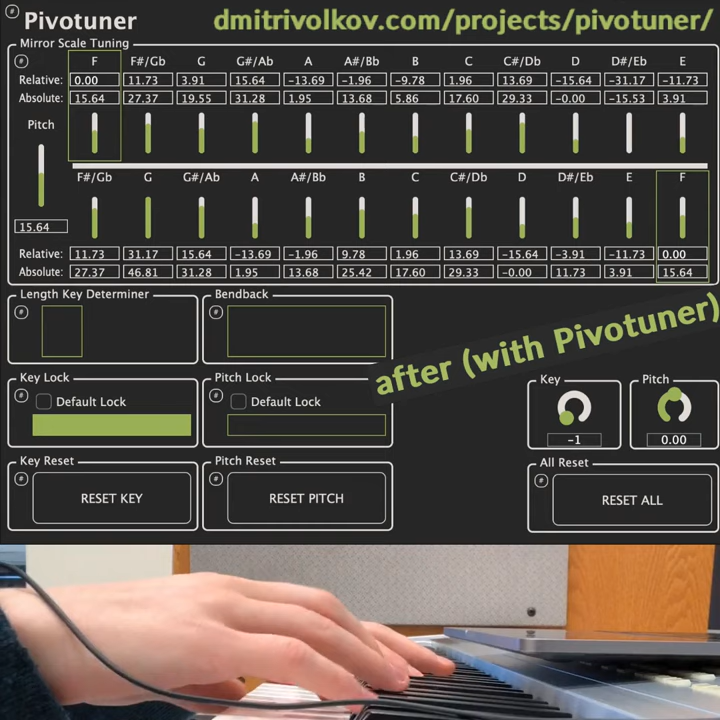 #
Pivotuner
dmitrivolkov.com/projects/pivotuner/
Mirror Scale Tuning
#
F F#/Gb G G#/Ab A A#/Bb B C C#/Db D D#/Eb E
Relative: 0.00 11.73 3.91 15.64 −13.69 −1.96 −9.78 1.96 13.69 −15.64 −31.17 −11.73
Absolute: 15.64 27.37 19.55 31.28 1.95 13.68 5.86 17.60 29.33 −0.00 −15.53 3.91
Pitch
15.64
F#/Gb G G#/Ab A A#/Bb B C C#/Db D D#/Eb E F
Relative: 11.73 31.17 15.64 −13.69 −1.96 9.78 1.96 13.69 −15.64 −3.91 −11.73 0.00
Absolute: 27.37 46.81 31.28 1.95 13.68 25.42 17.60 29.33 −0.00 11.73 3.91 15.64
Length Key Determiner
#
Bendback
#
after (with Pivotuner)
Key Lock
#
Default Lock
Pitch Lock
#
Default Lock
Key
−1
Pitch
0.00
Key Reset
#
RESET KEY
Pitch Reset
#
RESET PITCH
All Reset
#
RESET ALL